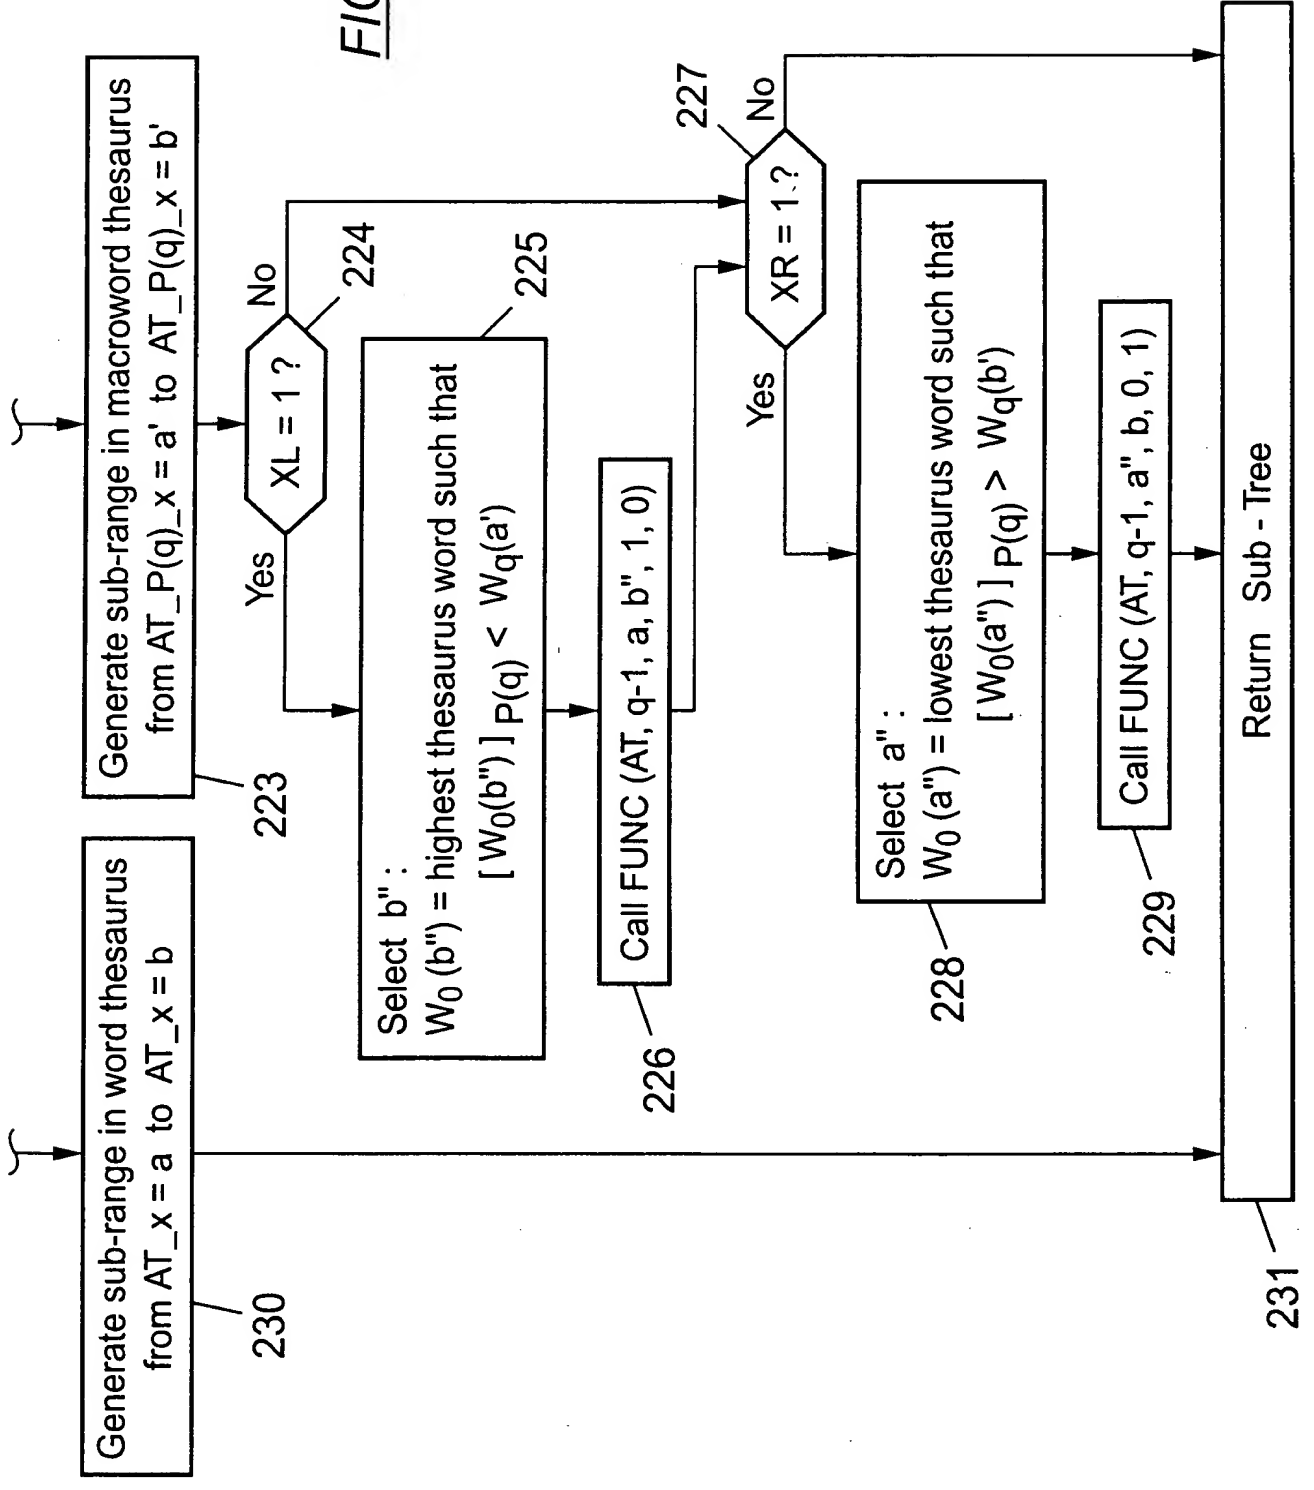 FIG
Generate sub-range in word thesaurus
from AT_x = a to AT_x = b
230
Generate sub-range in macroword thesaurus
from AT_P(q)_x = a' to AT_P(q)_x = b'
223
XL = 1 ?
224
Yes
No
Select b" :
W0 (b") = highest thesaurus word such that
[ W0(b") ] P(q) < Wq(a')
225
Call FUNC (AT, q-1, a, b", 1, 0)
226
XR = 1 ?
227
Yes
No
Select a" :
W0 (a") = lowest thesaurus word such that
[ W0(a") ] P(q) > Wq(b')
228
Call FUNC (AT, q-1, a", b, 0, 1)
229
Return Sub - Tree
231